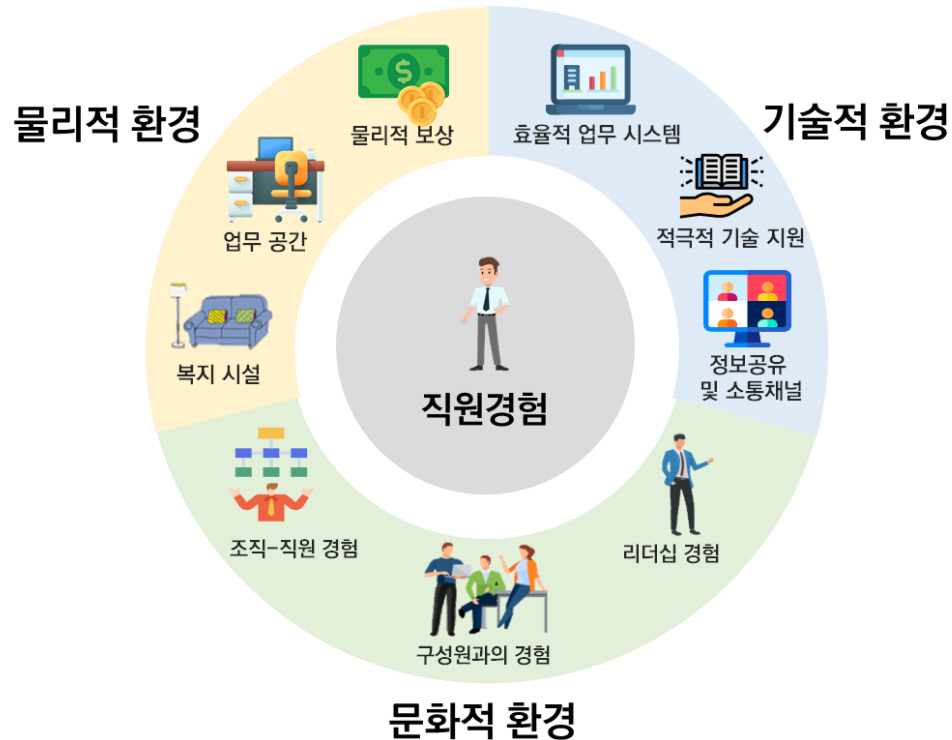 물리적 환경
기술적 환경
물리적 보상
효율적 업무 시스템
업무 공간
적극적 기술 지원
복지 시설
정보공유
및 소통채널
직원경험
조직-직원 경험
리더십 경험
구성원과의 경험
문화적 환경